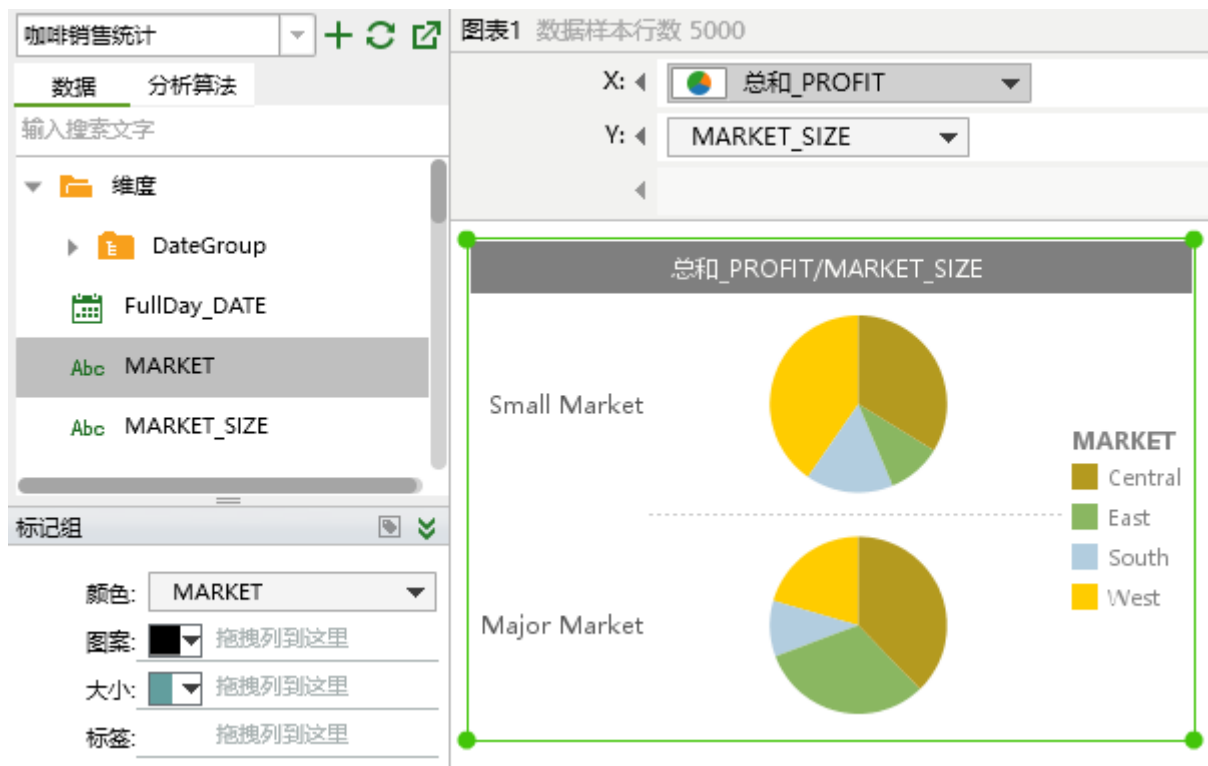 咖啡销售统计
数据 分析算法
输入搜索文字
维度
DateGroup
FullDay_DATE
Abc MARKET
Abc MARKET_SIZE
标记组
颜色: MARKET
图案: 拖拽列到这里
大小: 拖拽列到这里
标签: 拖拽列到这里
图表1 数据样本行数 5000
X: 总和_PROFIT
Y: MARKET_SIZE
总和_PROFIT/MARKET_SIZE
Small Market
Major Market
MARKET
Central
East
South
West